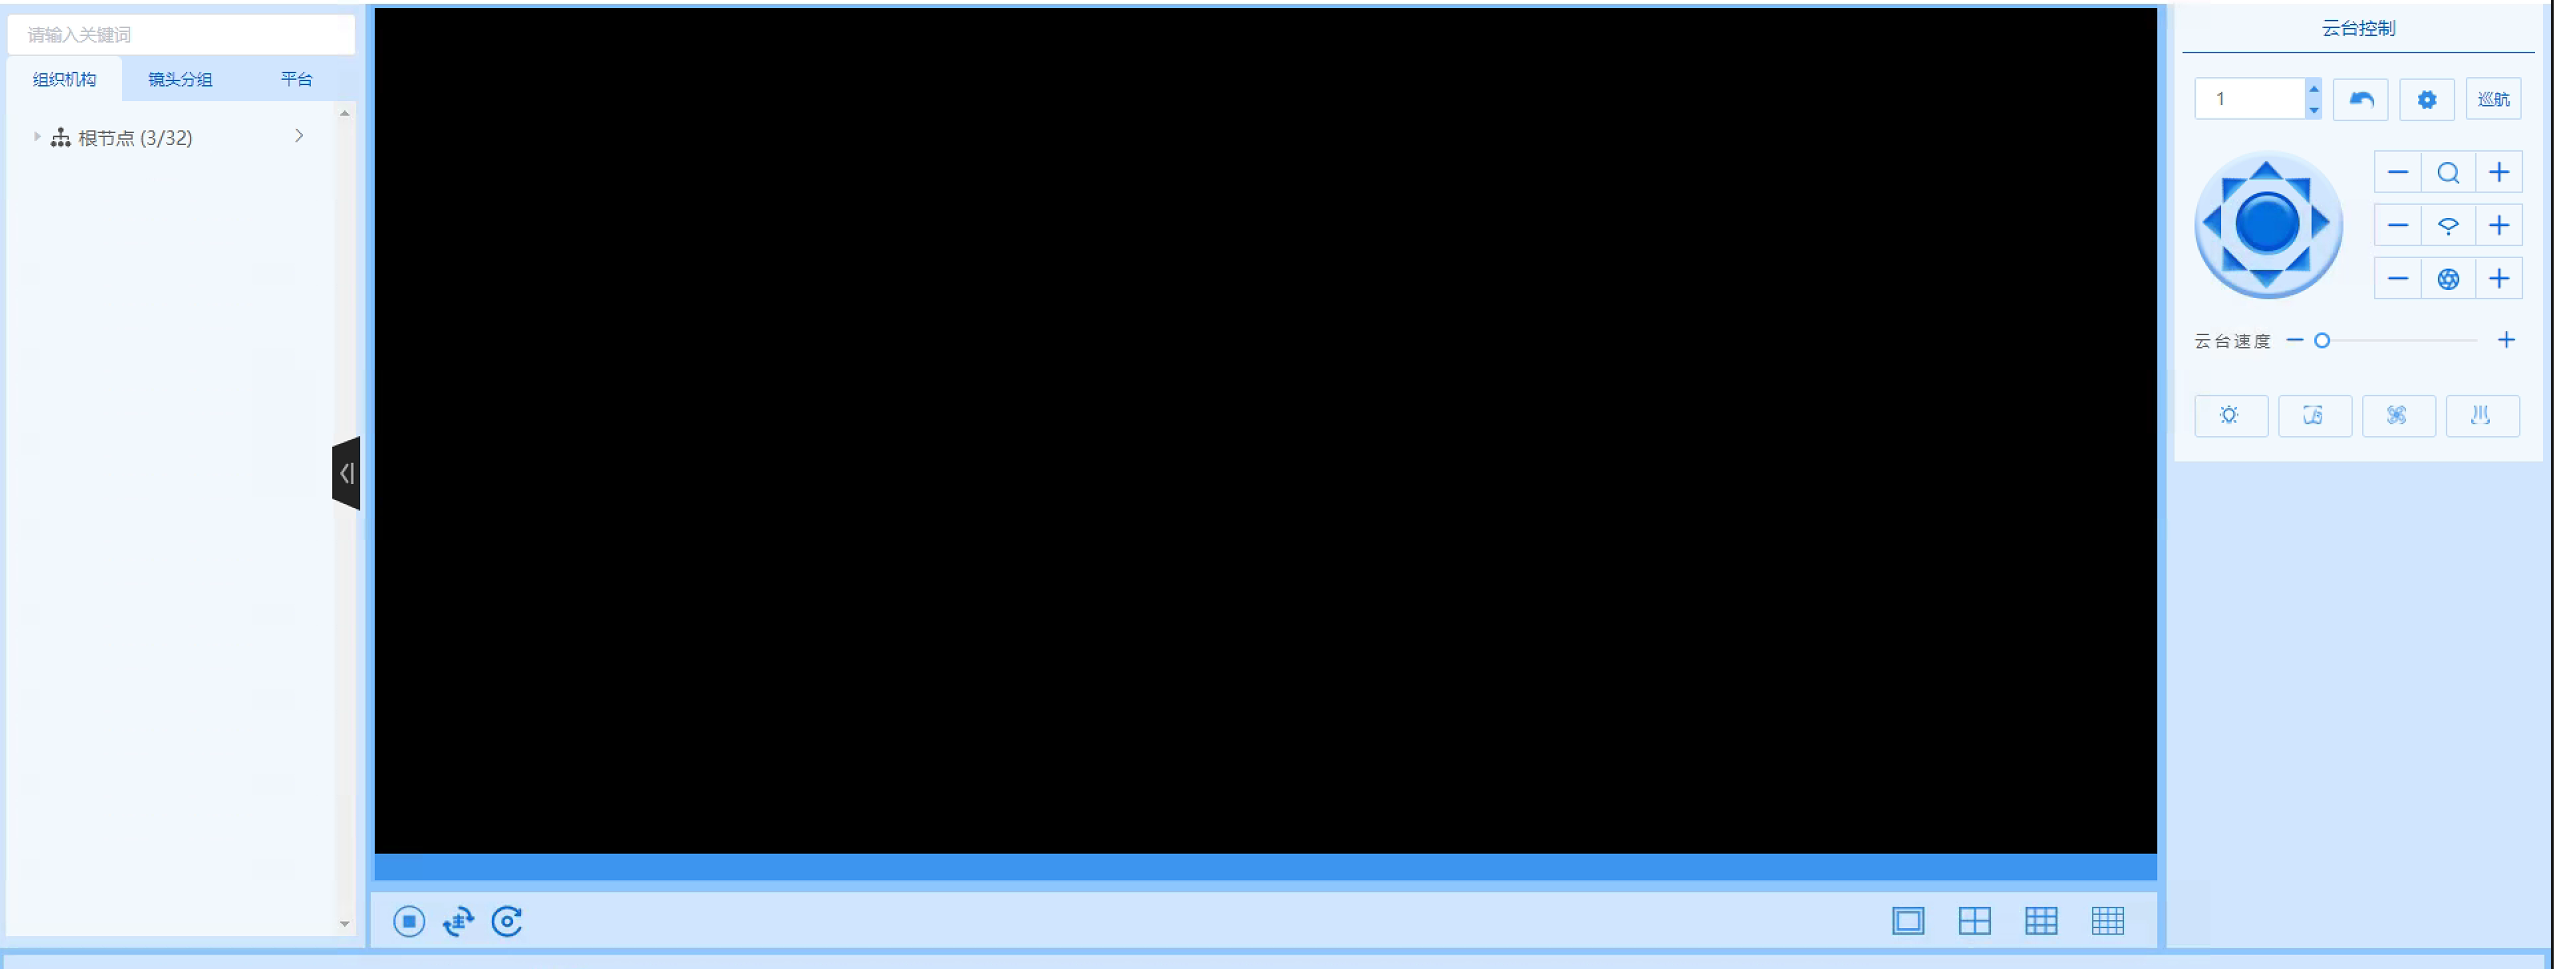 请输入关键词
组织机构 镜头分组 平台
根节点 (3/32)
主
云台控制
1 巡航
云台速度